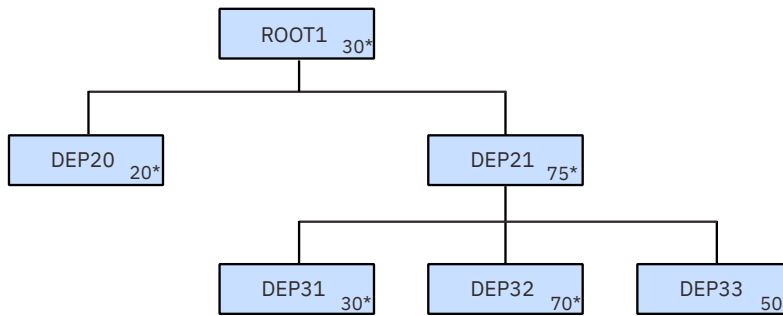 ROOT1
30*
DEP20
20*
DEP21
75*
DEP31
30*
DEP32
70*
DEP33
50